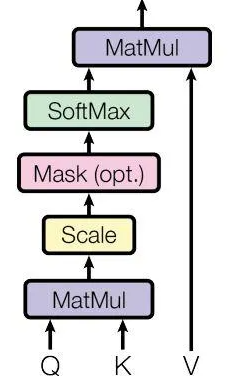 MatMul
SoftMax
Mask (opt.)
Scale
MatMul
Q K V